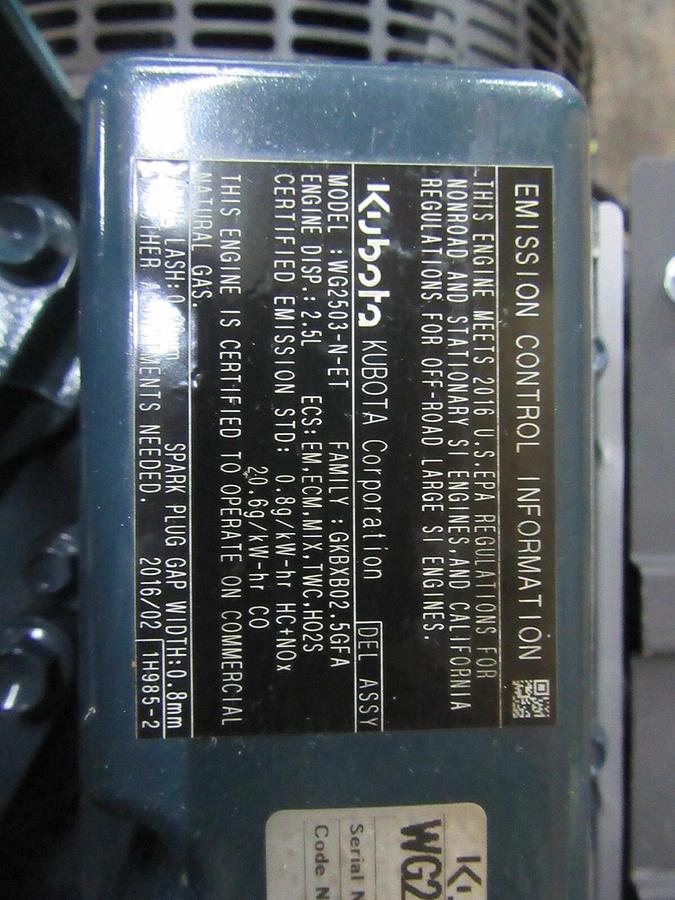 EMISSION CONTROL INFORMATION
THIS ENGINE MEETS 2016 U.S.EPA REGULATIONS FOR
NONROAD AND STATIONARY SI ENGINES,AND CALIFORNIA
REGULATIONS FOR OFF-ROAD LARGE SI ENGINES.
Kubota KUBOTA Corporation DEL ASSY
MODEL :WG2503-N-ET FAMILY :GKBXB02.5GFA
ENGINE DISP.: 2.5L ECS:EM,ECM,MIX,TWC,HO2S
CERTIFIED EMISSION STD: 0.8g/kW-hr HC+NOx
20.6g/kW-hr CO
THIS ENGINE IS CERTIFIED TO OPERATE ON COMMERCIAL
NATURAL GAS.
LASH: SPARK PLUG GAP WIDTH:0.8mm
OTHER NEEDED. 2016/02 1H985-2
WG2
Serial N
Code N